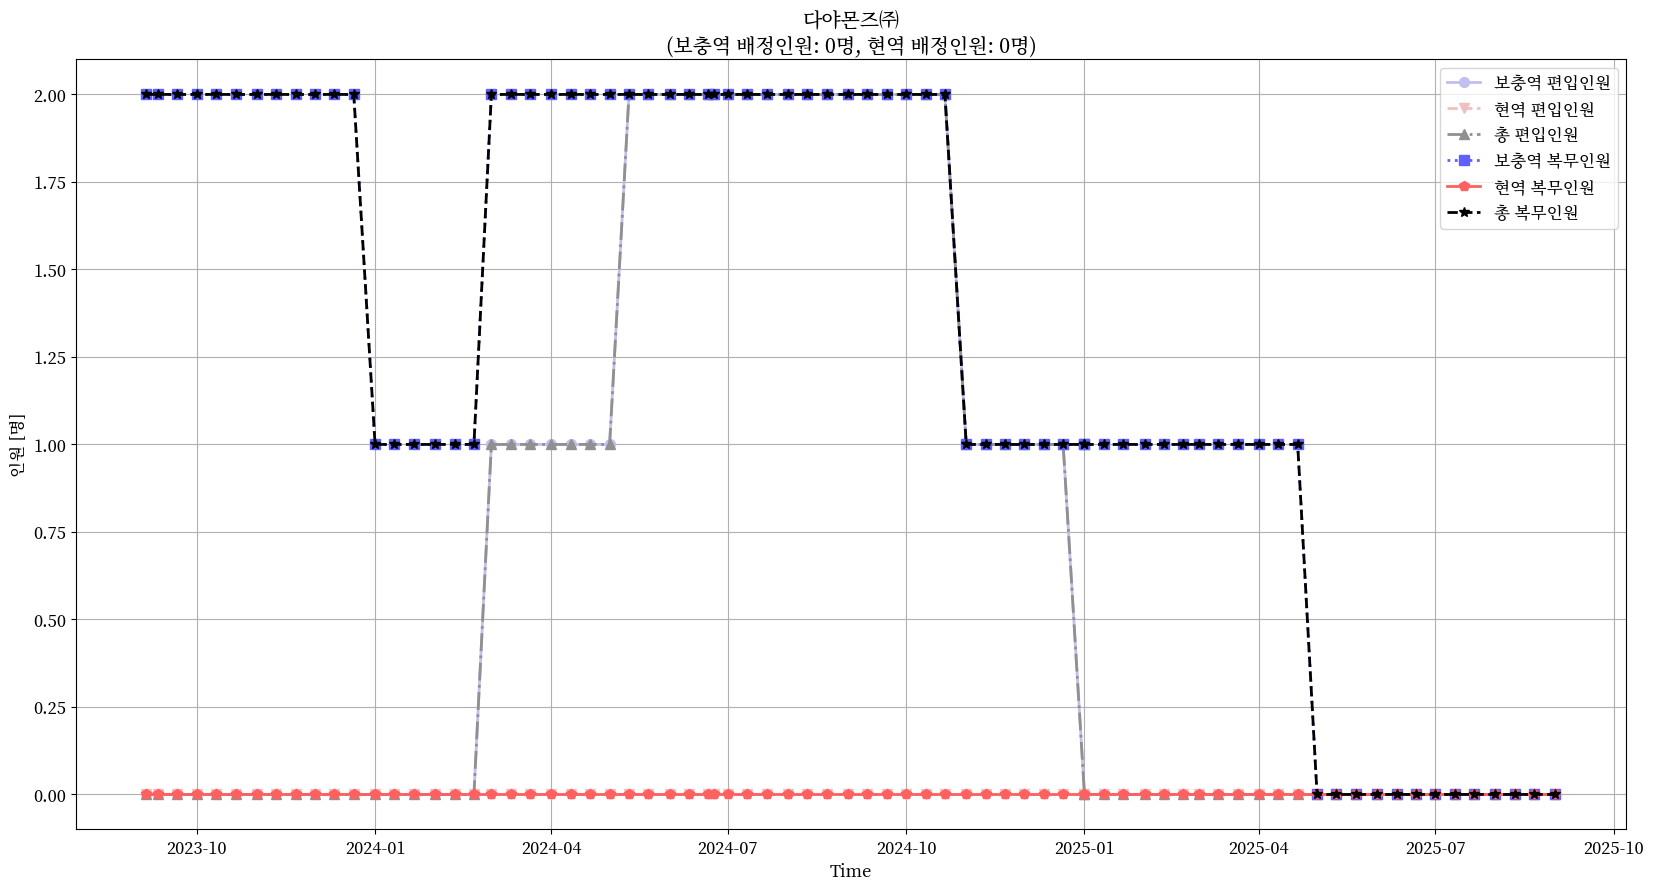 다야몬즈㈜
(보충역 배정인원: 0명, 현역 배정인원: 0명)
보충역 편입인원
현역 편입인원
총 편입인원
보충역 복무인원
현역 복무인원
총 복무인원
인원 [명]
2.00
1.75
1.50
1.25
1.00
0.75
0.50
0.25
0.00
2023-10
2024-01
2024-04
2024-07
2024-10
2025-01
2025-04
2025-07
2025-10
Time